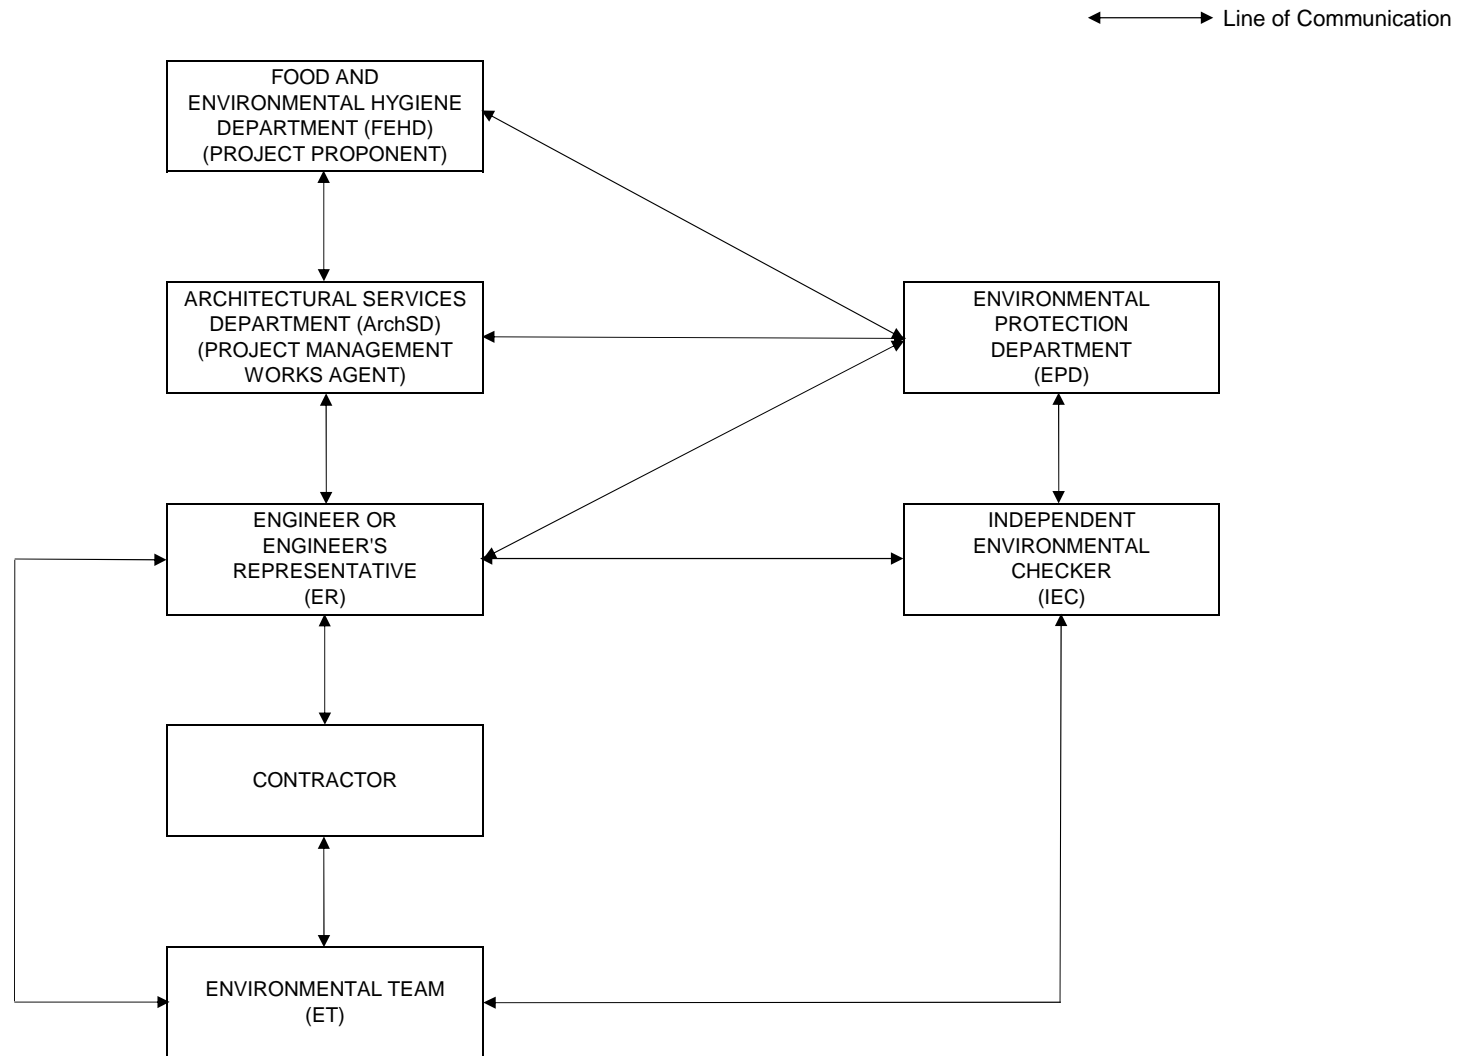 Line of Communication
FOOD AND
ENVIRONMENTAL HYGIENE
DEPARTMENT (FEHD)
(PROJECT PROPONENT)
ARCHITECTURAL SERVICES
DEPARTMENT (ArchSD)
(PROJECT MANAGEMENT
WORKS AGENT)
ENVIRONMENTAL
PROTECTION
DEPARTMENT
(EPD)
ENGINEER OR
ENGINEER'S
REPRESENTATIVE
(ER)
INDEPENDENT
ENVIRONMENTAL
CHECKER
(IEC)
CONTRACTOR
ENVIRONMENTAL TEAM
(ET)